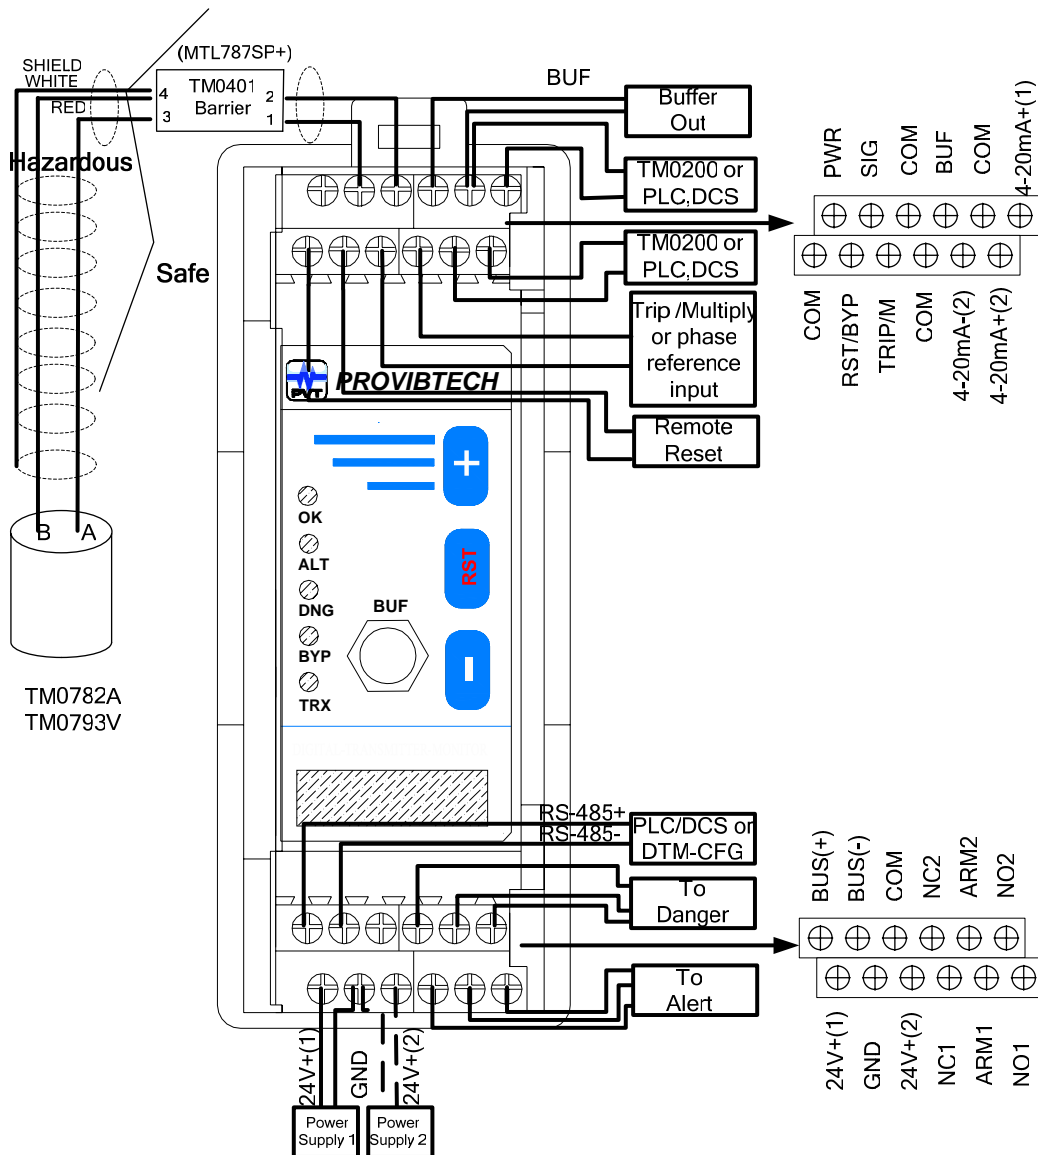 (MTL787SP+)
SHIELD
WHITE
RED
4
3
TM0401
Barrier
2
1
Hazardous
Safe
B A
TM0782A
TM0793V
BUF
Buffer
Out
TM0200 or
PLC,DCS
TM0200 or
PLC,DCS
Trip /Multiply
or phase
reference
input
Remote
Reset
PWR
SIG
COM
BUF
COM
4-20mA+(1)
COM
RST/BYP
TRIP/M
COM
4-20mA-(2)
4-20mA+(2)
PVT
PROVIBTECH
+
RST
-
OK
ALT
DNG
BYP
TRX
BUF
RS-485+
RS-485-
PLC/DCS or
DTM-CFG
To
Danger
To
Alert
BUS(+)
BUS(-)
COM
NC2
ARM2
NO2
24V+(1)
GND
24V+(2)
NC1
ARM1
NO1
24V+(1)
GND
24V+(2)
Power
Supply 1
Power
Supply 2